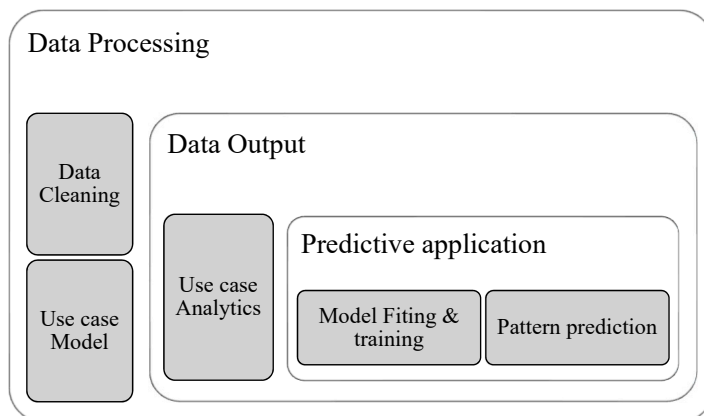 Data Processing
Data
Cleaning
Use case
Model
Data Output
Use case
Analytics
Predictive application
Model Fiting &
training
Pattern prediction